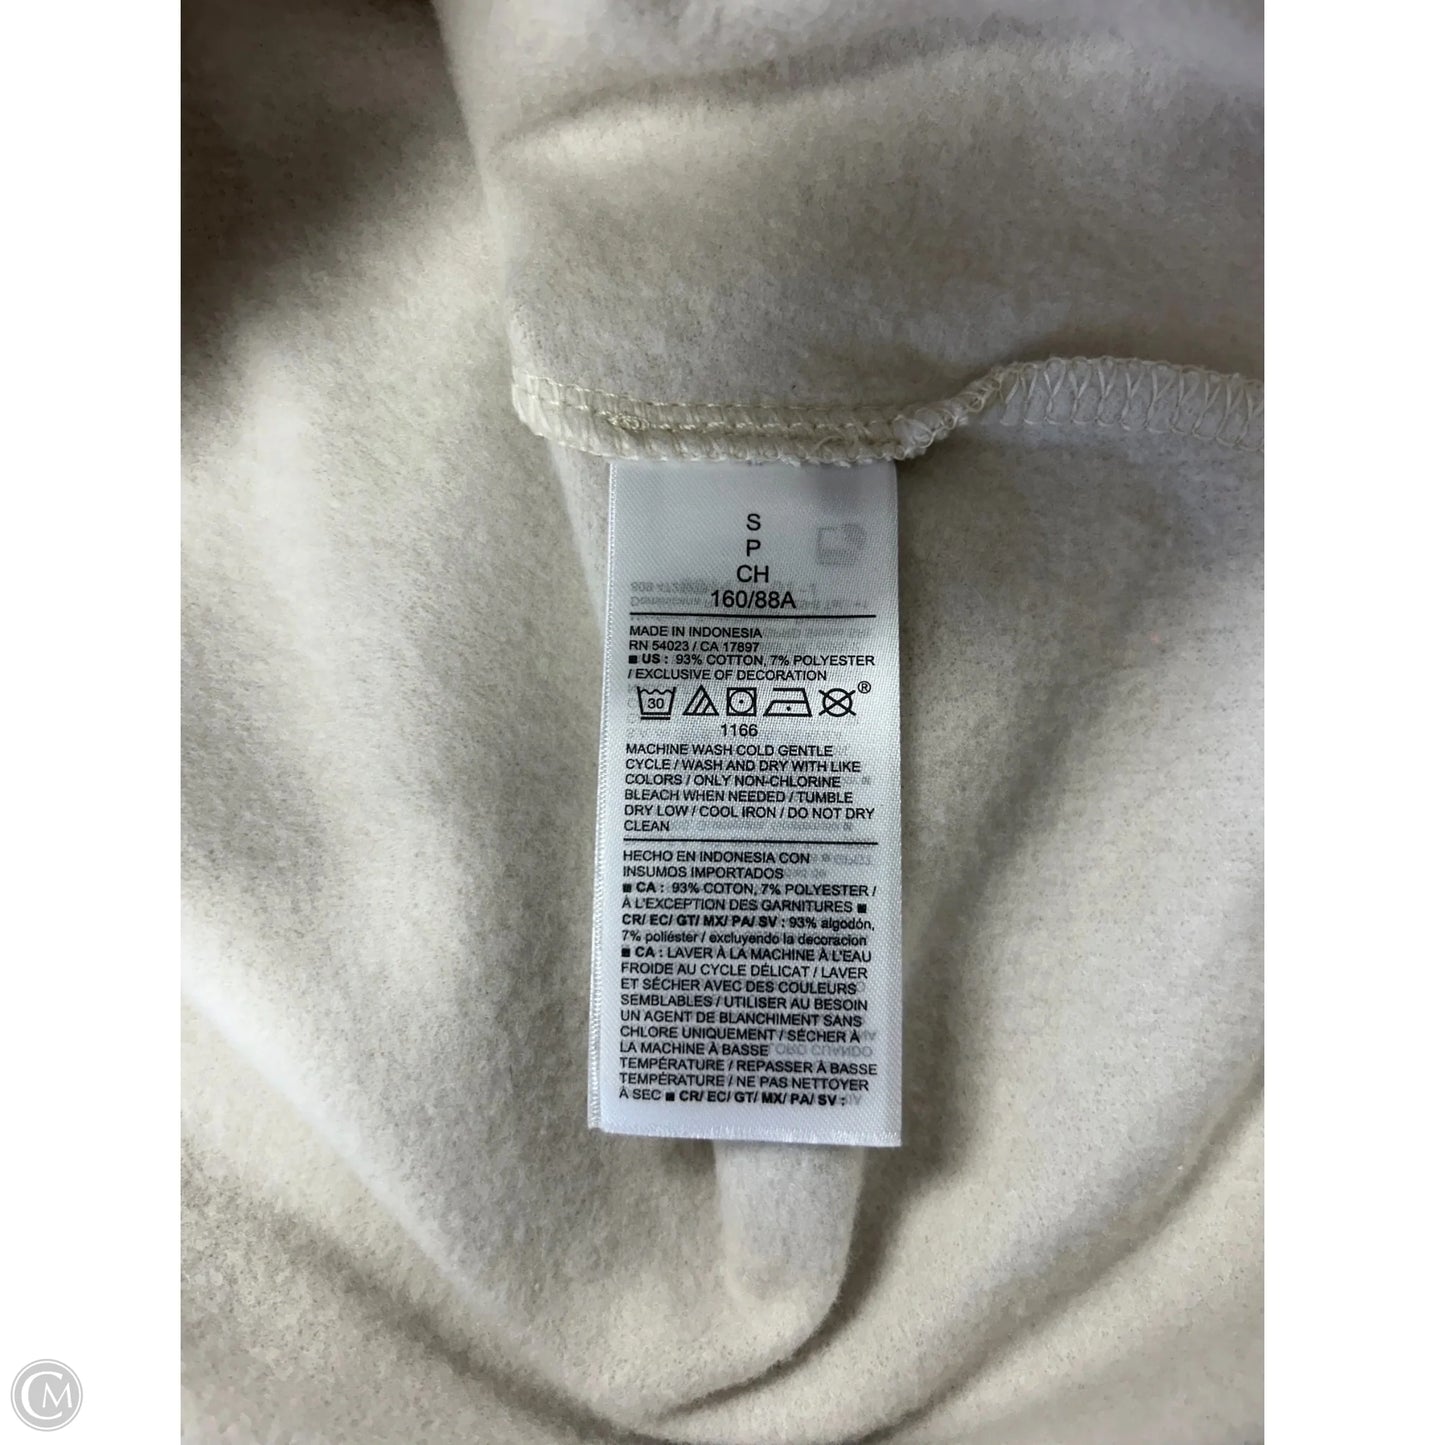 S
P
CH
160/88A
MADE IN INDONESIA
RN 54023 / CA 17897
■ US : 93% COTTON, 7% POLYESTER
/ EXCLUSIVE OF DECORATION
30 ®
1166
MACHINE WASH COLD GENTLE
CYCLE / WASH AND DRY WITH LIKE
COLORS / ONLY NON-CHLORINE
BLEACH WHEN NEEDED / TUMBLE
DRY LOW / COOL IRON / DO NOT DRY
CLEAN
HECHO EN INDONESIA CON
INSUMOS IMPORTADOS
■ CA : 93% COTON, 7% POLYESTER /
À L'EXCEPTION DES GARNITURES ■
CR/ EC/ GT/ MX/ PA/ SV : 93% algodón,
7% poliéster / excluyendo la decoracion
■ CA : LAVER À LA MACHINE À L'EAU
FROIDE AU CYCLE DÉLICAT / LAVER
ET SÉCHER AVEC DES COULEURS
SEMBLABLES / UTILISER AU BESOIN
UN AGENT DE BLANCHIMENT SANS
CHLORE UNIQUEMENT / SÉCHER À
LA MACHINE À BASSE
TEMPÉRATURE / REPASSER À BASSE
TEMPÉRATURE / NE PAS NETTOYER
À SEC ■ CR/ EC/ GT/ MX/ PA/ SV :
CM